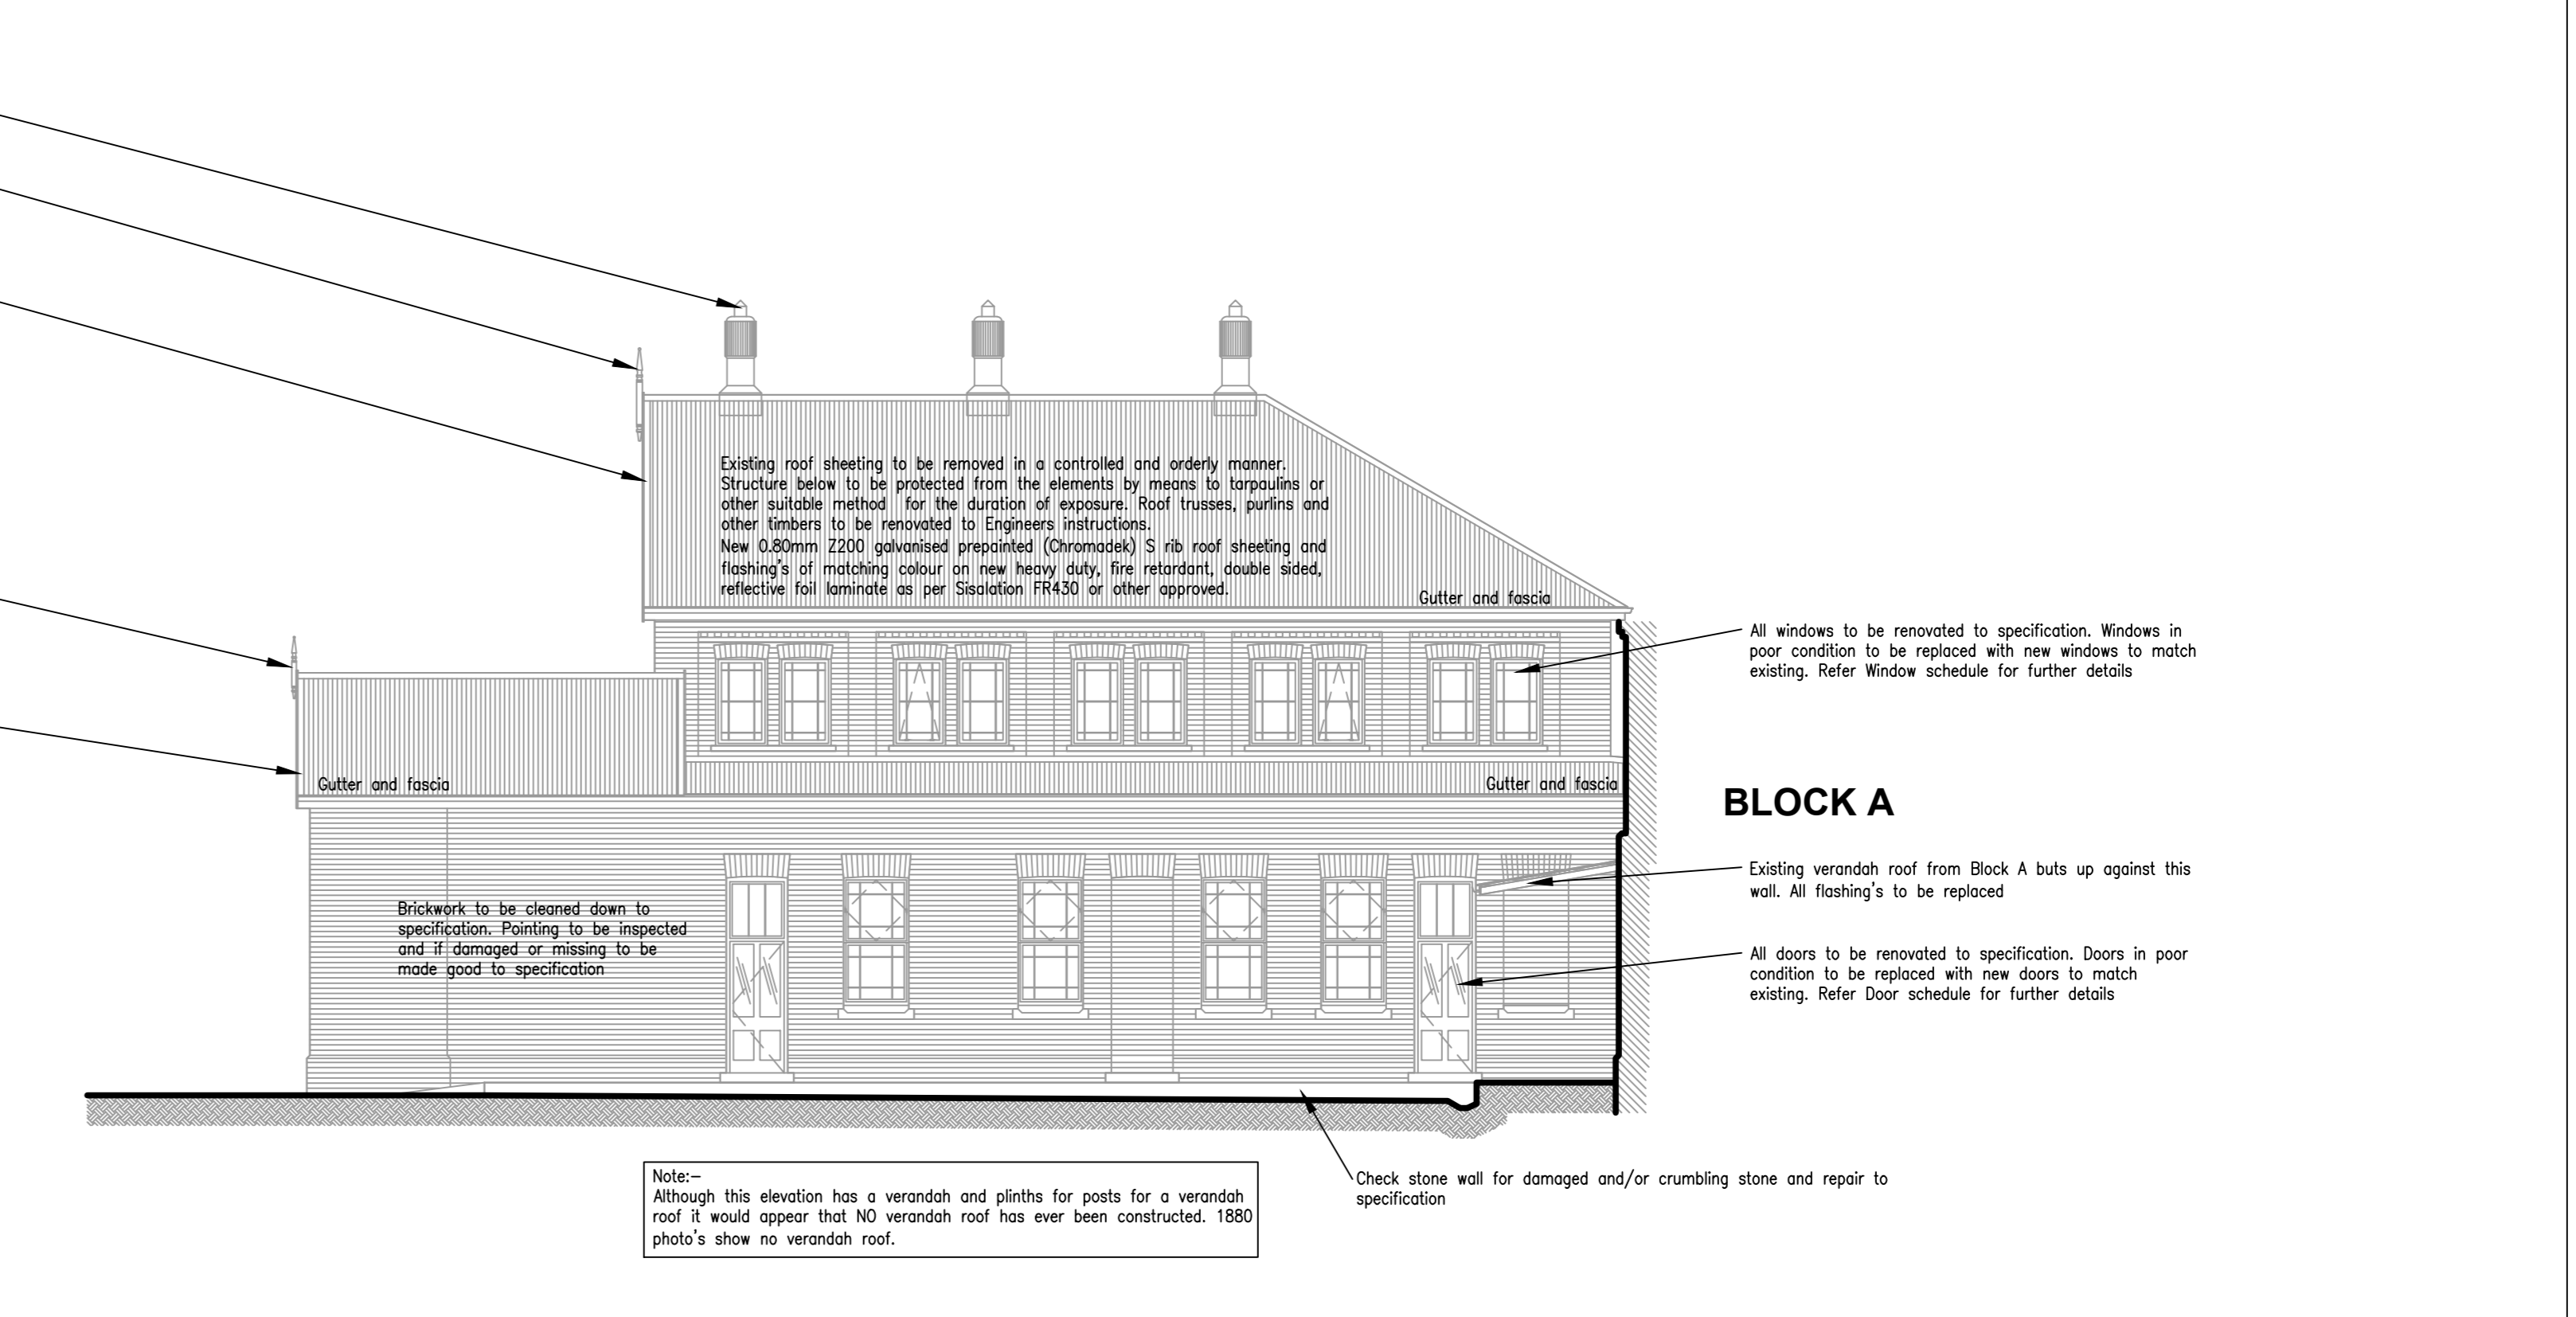 Existing roof sheeting to be removed in a controlled and orderly manner.
Structure below to be protected from the elements by means to tarpaulins or
other suitable method for the duration of exposure. Roof trusses, purlins and
other timbers to be renovated to Engineers instructions.
New 0.80mm Z200 galvanised prepainted (Chromadek) S rib roof sheeting and
flashing's of matching colour on new heavy duty, fire retardant, double sided,
reflective foil laminate as per Sisalation FR430 or other approved.
Gutter and fascia
All windows to be renovated to specification. Windows in
poor condition to be replaced with new windows to match
existing. Refer Window schedule for further details
Gutter and fascia
Gutter and fascia
BLOCK A
Existing verandah roof from Block A buts up against this
wall. All flashing's to be replaced
Brickwork to be cleaned down to
specification. Pointing to be inspected
and if damaged or missing to be
made good to specification
All doors to be renovated to specification. Doors in poor
condition to be replaced with new doors to match
existing. Refer Door schedule for further details
Note:-
Although this elevation has a verandah and plinths for posts for a verandah
roof it would appear that NO verandah roof has ever been constructed. 1880
photo's show no verandah roof.
Check stone wall for damaged and/or crumbling stone and repair to
specification